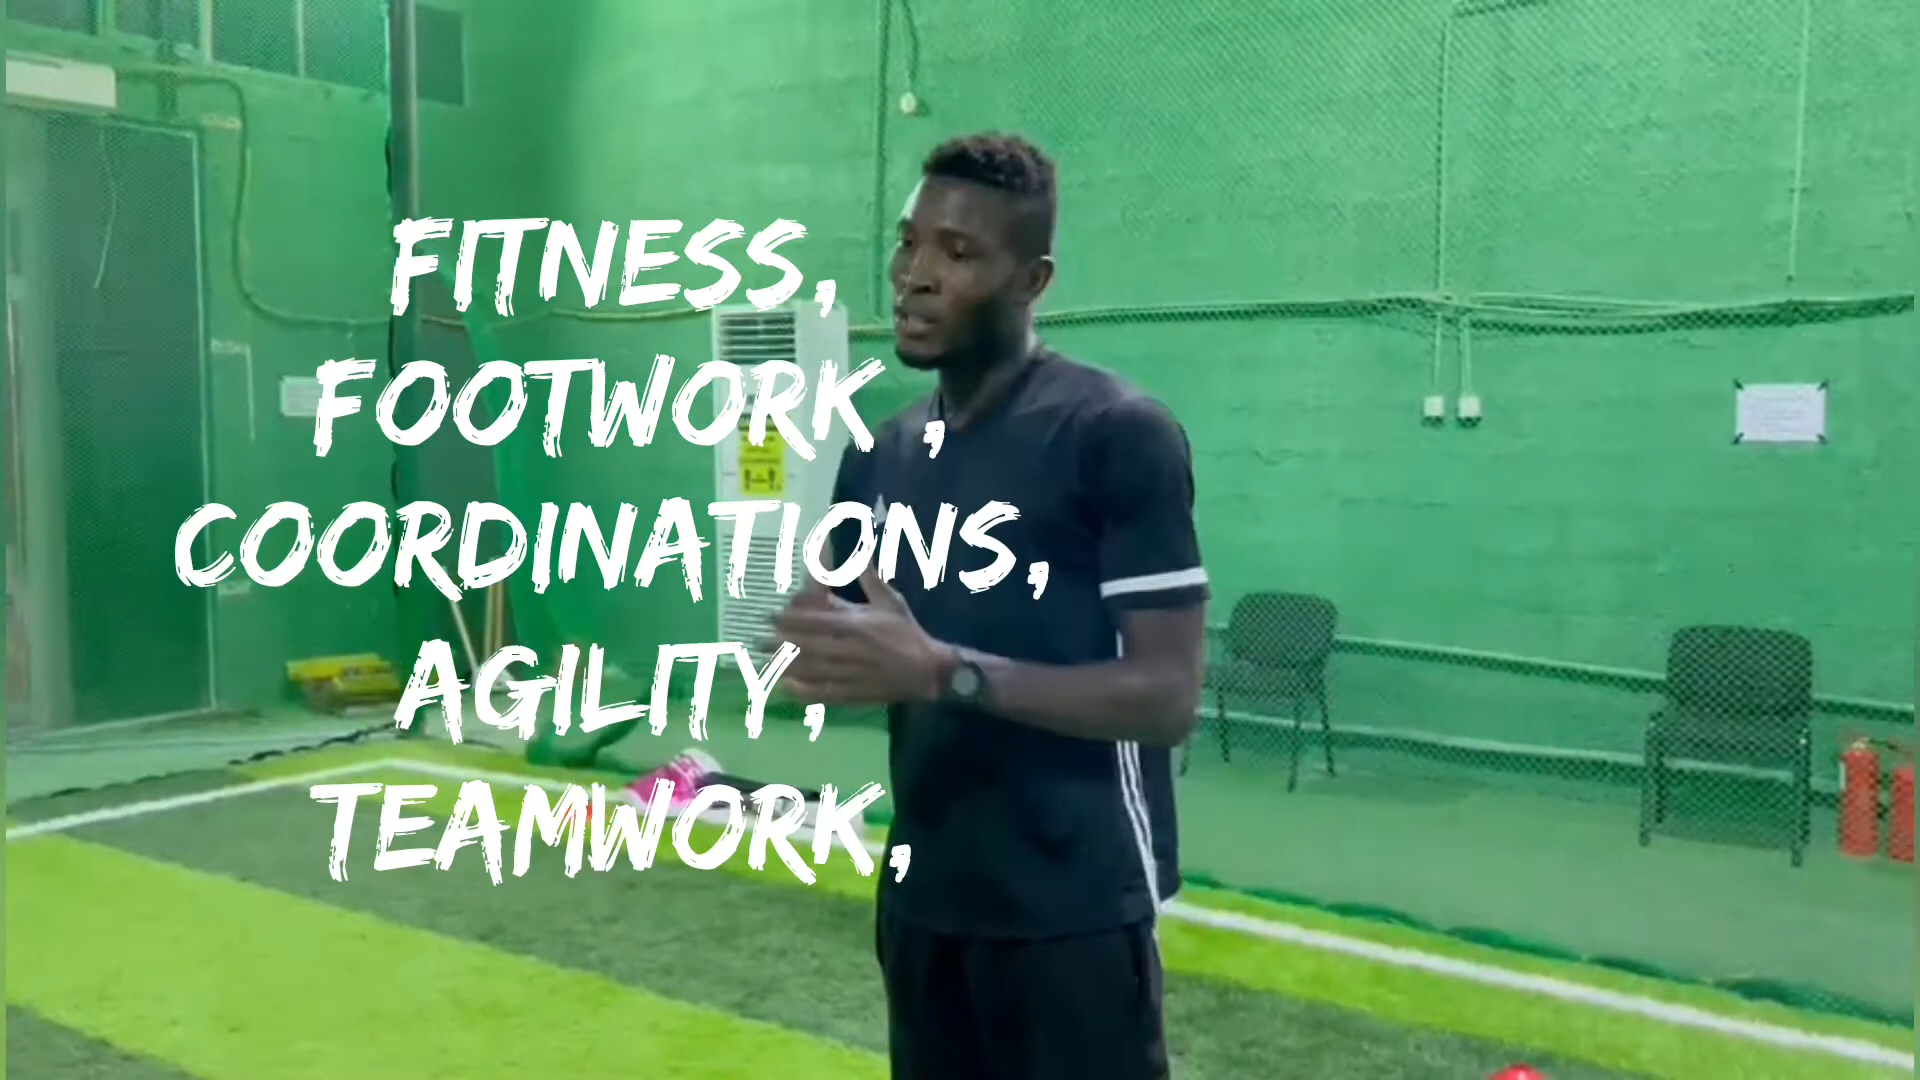 FITNESS,
FOOTWORK ,
COORDINATIONS,
AGILITY,
TEAMWORK,